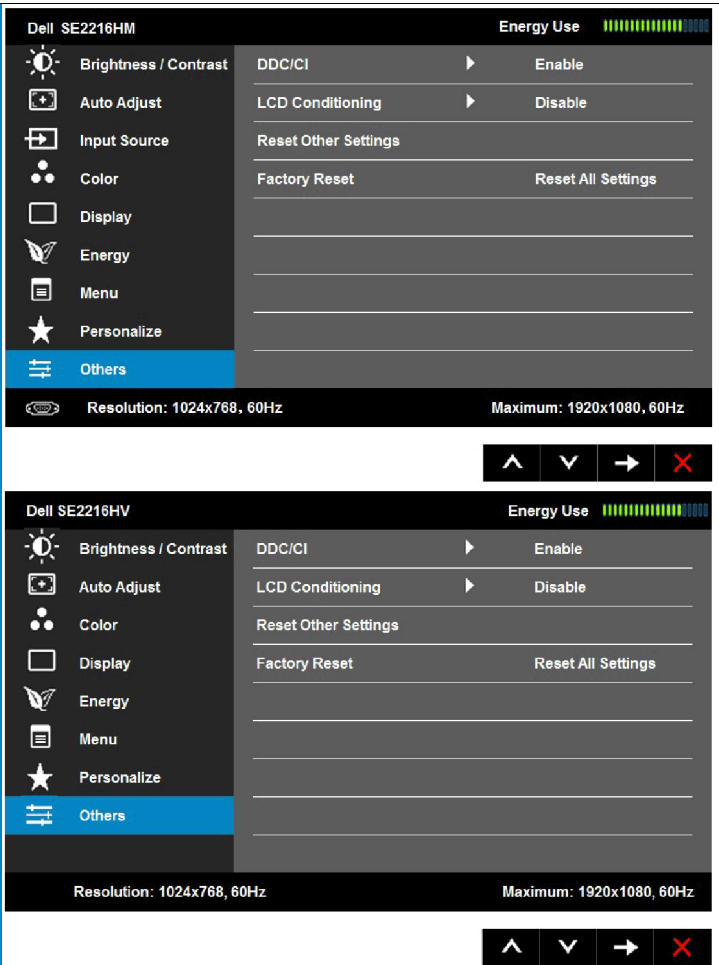 Dell SE2216HM Energy Use
Brightness / Contrast DDC/CI Enable
Auto Adjust LCD Conditioning Disable
Input Source Reset Other Settings
Color Factory Reset Reset All Settings
Display
Energy
Menu
Personalize
Others
Resolution: 1024x768, 60Hz Maximum: 1920x1080, 60Hz
Dell SE2216HV Energy Use
Brightness / Contrast DDC/CI Enable
Auto Adjust LCD Conditioning Disable
Color Reset Other Settings
Display Factory Reset Reset All Settings
Energy
Menu
Personalize
Others
Resolution: 1024x768, 60Hz Maximum: 1920x1080, 60Hz